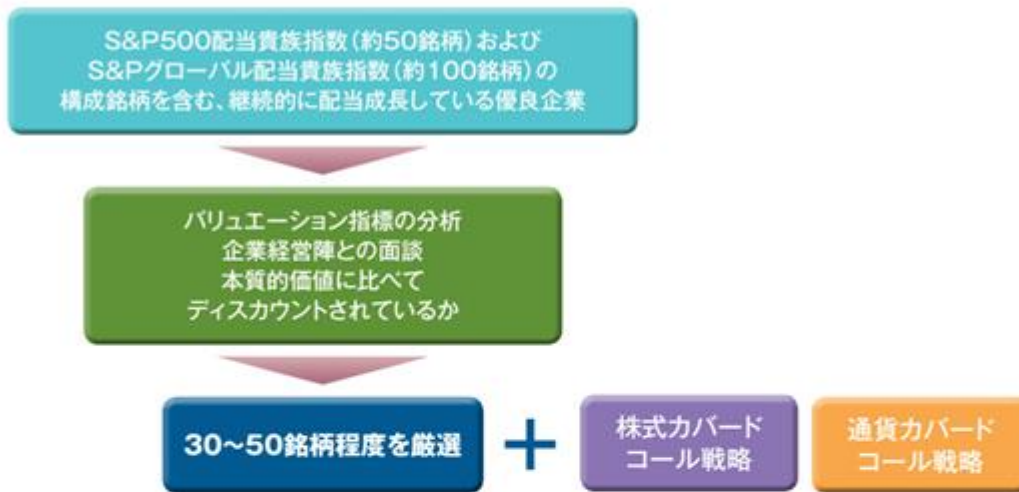 S&P500配当貴族指数(約50銘柄)および
S&Pグローバル配当貴族指数(約100銘柄)の
構成銘柄を含む、継続的に配当成長している優良企業
バリュエーション指標の分析
企業経営陣との面談
本質的価値に比べて
ディスカウントされているか
30〜50銘柄程度を厳選
+
株式カバード
コール戦略
通貨カバード
コール戦略